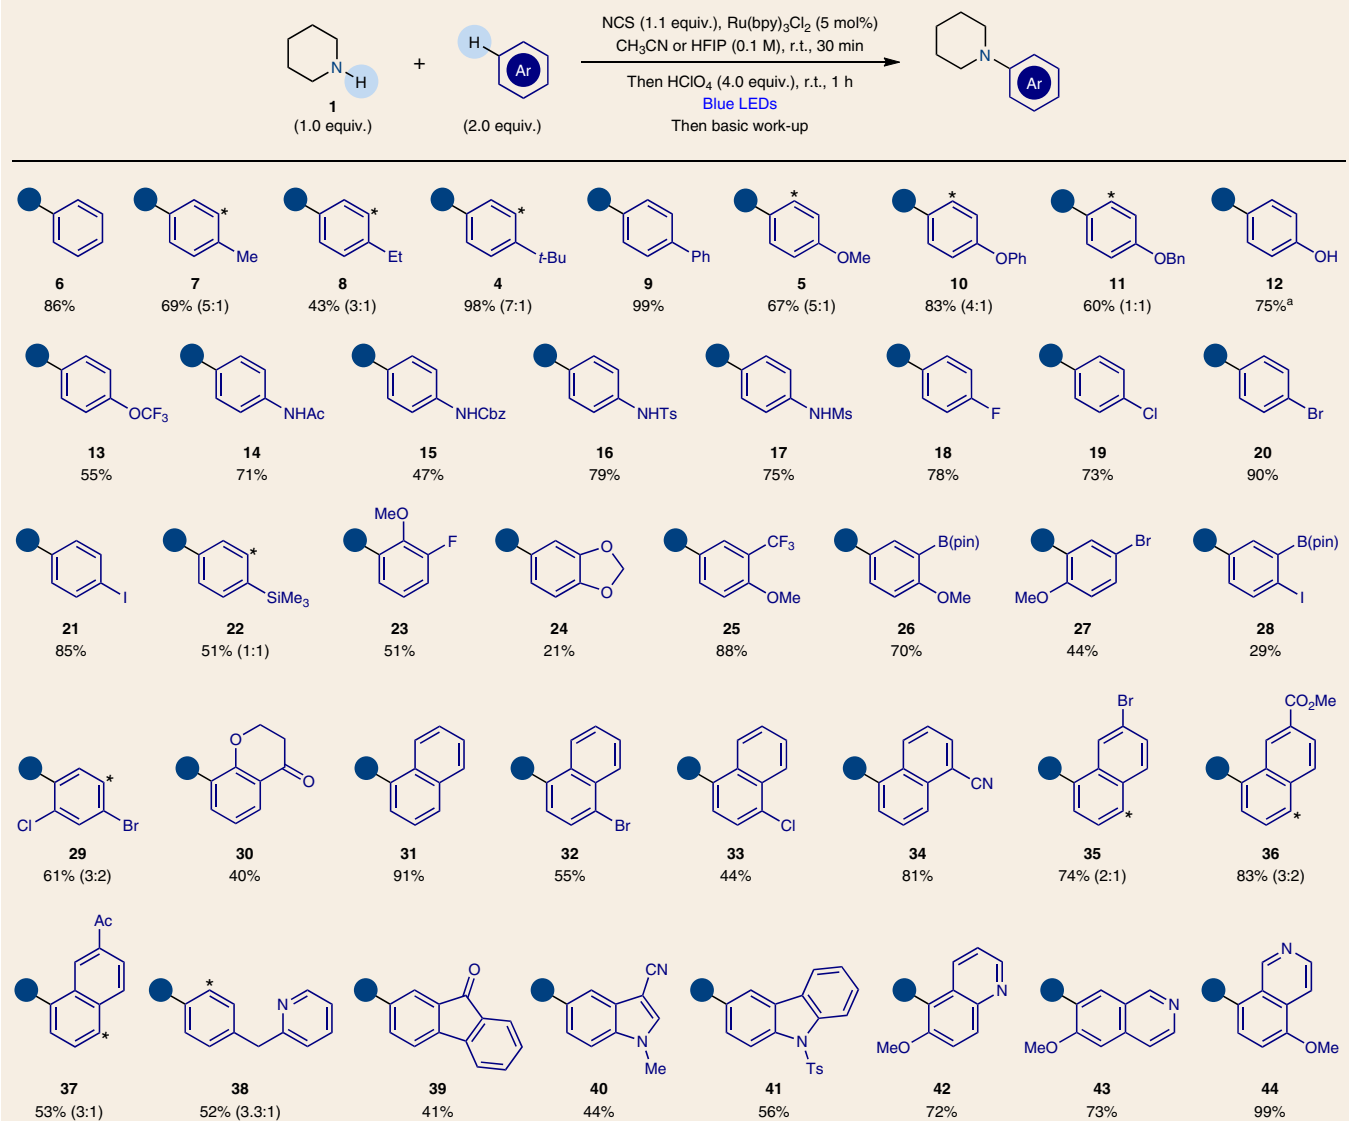 NCS (1.1 equiv.), Ru(bpy)₃Cl₂ (5 mol%)
CH₃CN or HFIP (0.1 M), r.t., 30 min
N
H
+
H
Ar
Then HClO₄ (4.0 equiv.), r.t., 1 h
Blue LEDs
Then basic work-up
N
Ar
1
(1.0 equiv.) (2.0 equiv.)
* * * * * *
Me Et t-Bu Ph OMe OPh OBn OH
6 7 8 4 9 5 10 11 12
86% 69% (5:1) 43% (3:1) 98% (7:1) 99% 67% (5:1) 83% (4:1) 60% (1:1) 75%ᵃ
OCF₃ NHAc NHCbz NHTs NHMs F Cl Br
13 14 15 16 17 18 19 20
55% 71% 47% 79% 75% 78% 73% 90%
MeO
* F O CF₃ B(pin) Br B(pin)
I SiMe₃ O OMe OMe MeO I
21 22 23 24 25 26 27 28
85% 51% (1:1) 51% 21% 88% 70% 44% 29%
Br CO₂Me
* O O CN
Cl Br Br Cl * *
29 30 31 32 33 34 35 36
61% (3:2) 40% 91% 55% 44% 81% 74% (2:1) 83% (3:2)
Ac
* N O CN N N N
* N Me N Ts MeO MeO OMe
37 38 39 40 41 42 43 44
53% (3:1) 52% (3.3:1) 41% 44% 56% 72% 73% 99%